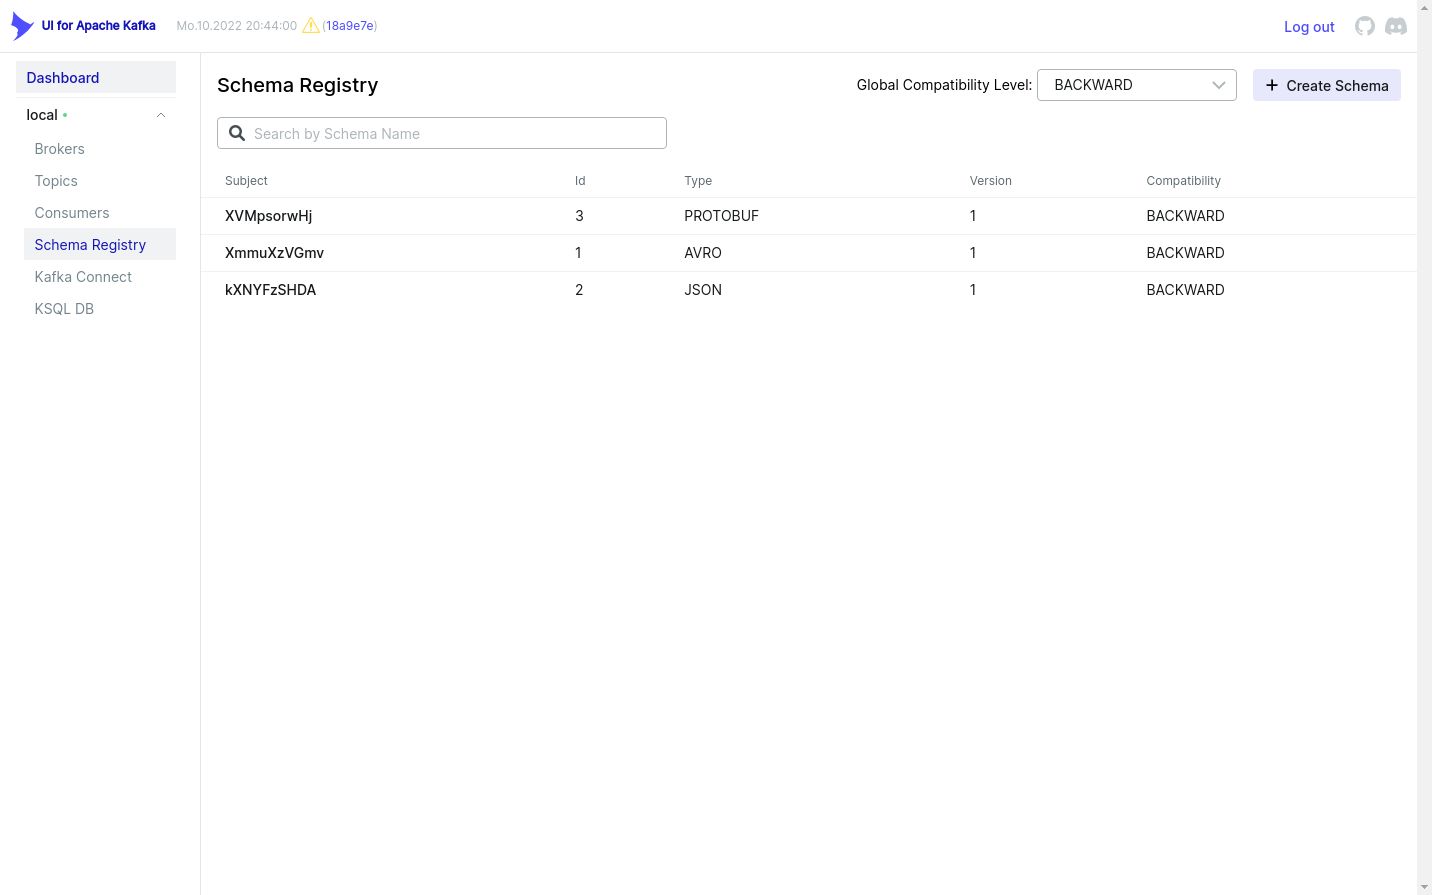 UI for Apache Kafka Mo.10.2022 20:44:00 (18a9e7e) Log out
Dashboard
local
Brokers
Topics
Consumers
Schema Registry
Kafka Connect
KSQL DB
Schema Registry Global Compatibility Level: BACKWARD Create Schema
Search by Schema Name
Subject Id Type Version Compatibility
XVMpsorwHj 3 PROTOBUF 1 BACKWARD
XmmuXzVGmv 1 AVRO 1 BACKWARD
kXNYFzSHDA 2 JSON 1 BACKWARD